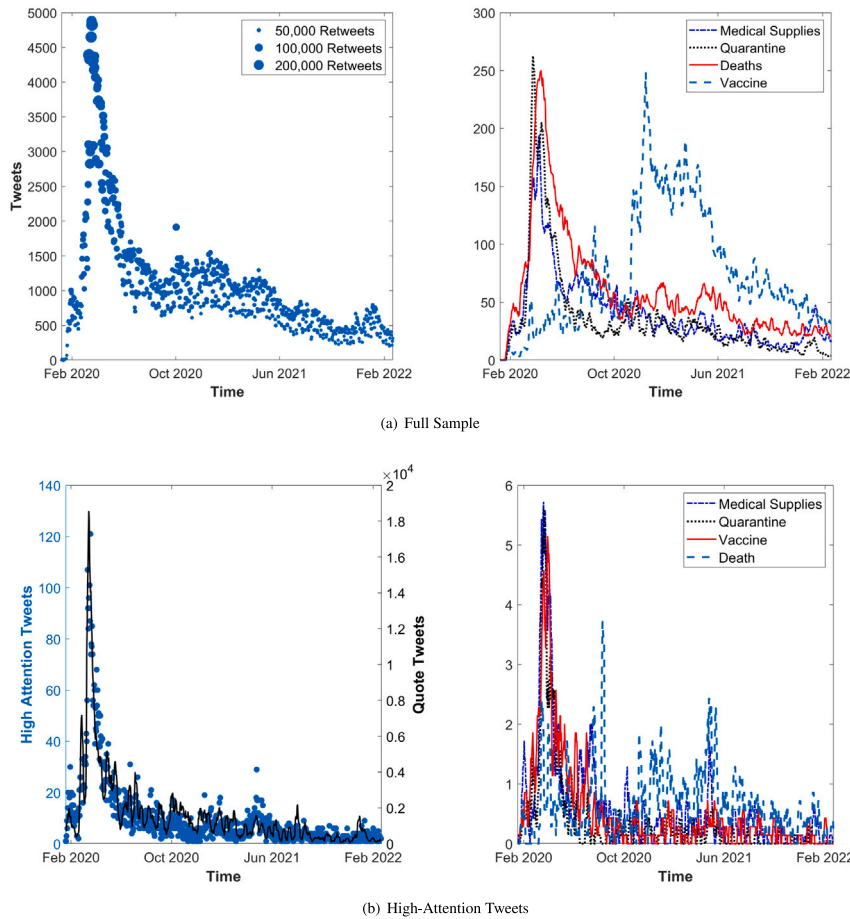 5000
4500
4000
3500
3000
2500
2000
1500
1000
500
0
Tweets
50,000 Retweets
100,000 Retweets
200,000 Retweets
Feb 2020 Oct 2020 Jun 2021 Feb 2022
Time
300
250
200
150
100
50
0
Medical Supplies
Quarantine
Deaths
Vaccine
Feb 2020 Oct 2020 Jun 2021 Feb 2022
Time
(a) Full Sample
140
120
100
80
60
40
20
0
High Attention Tweets
×10^4
2
1.8
1.6
1.4
1.2
1
0.8
0.6
0.4
0.2
0
Quote Tweets
Feb 2020 Oct 2020 Jun 2021 Feb 2022
Time
6
5
4
3
2
1
0
Medical Supplies
Quarantine
Vaccine
Death
Feb 2020 Oct 2020 Jun 2021 Feb 2022
Time
(b) High-Attention Tweets